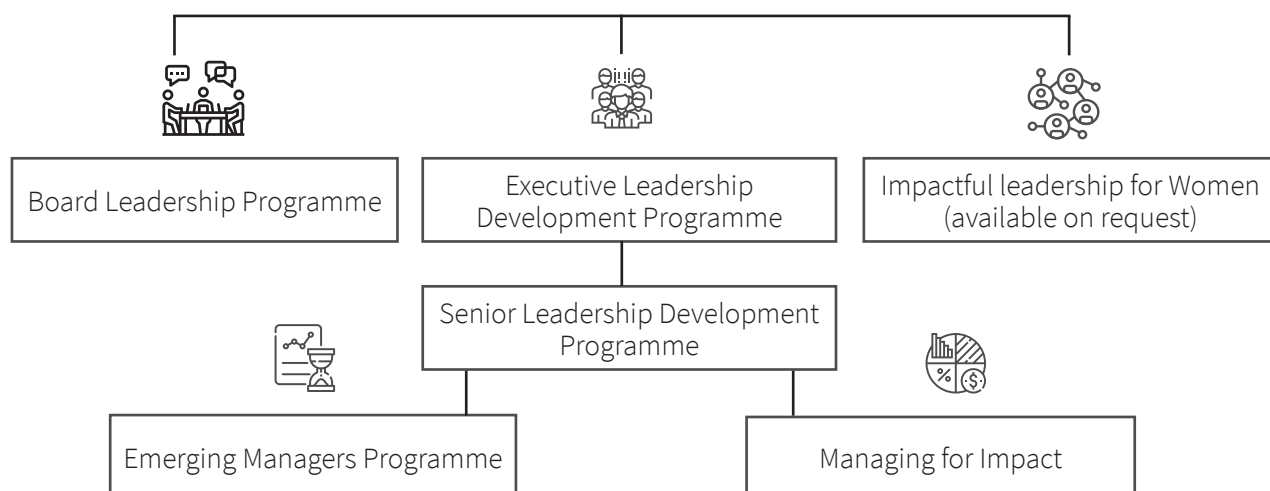 Board Leadership Programme
Executive Leadership
Development Programme
Impactful leadership for Women
(available on request)
Senior Leadership Development
Programme
Emerging Managers Programme
Managing for Impact
%
$